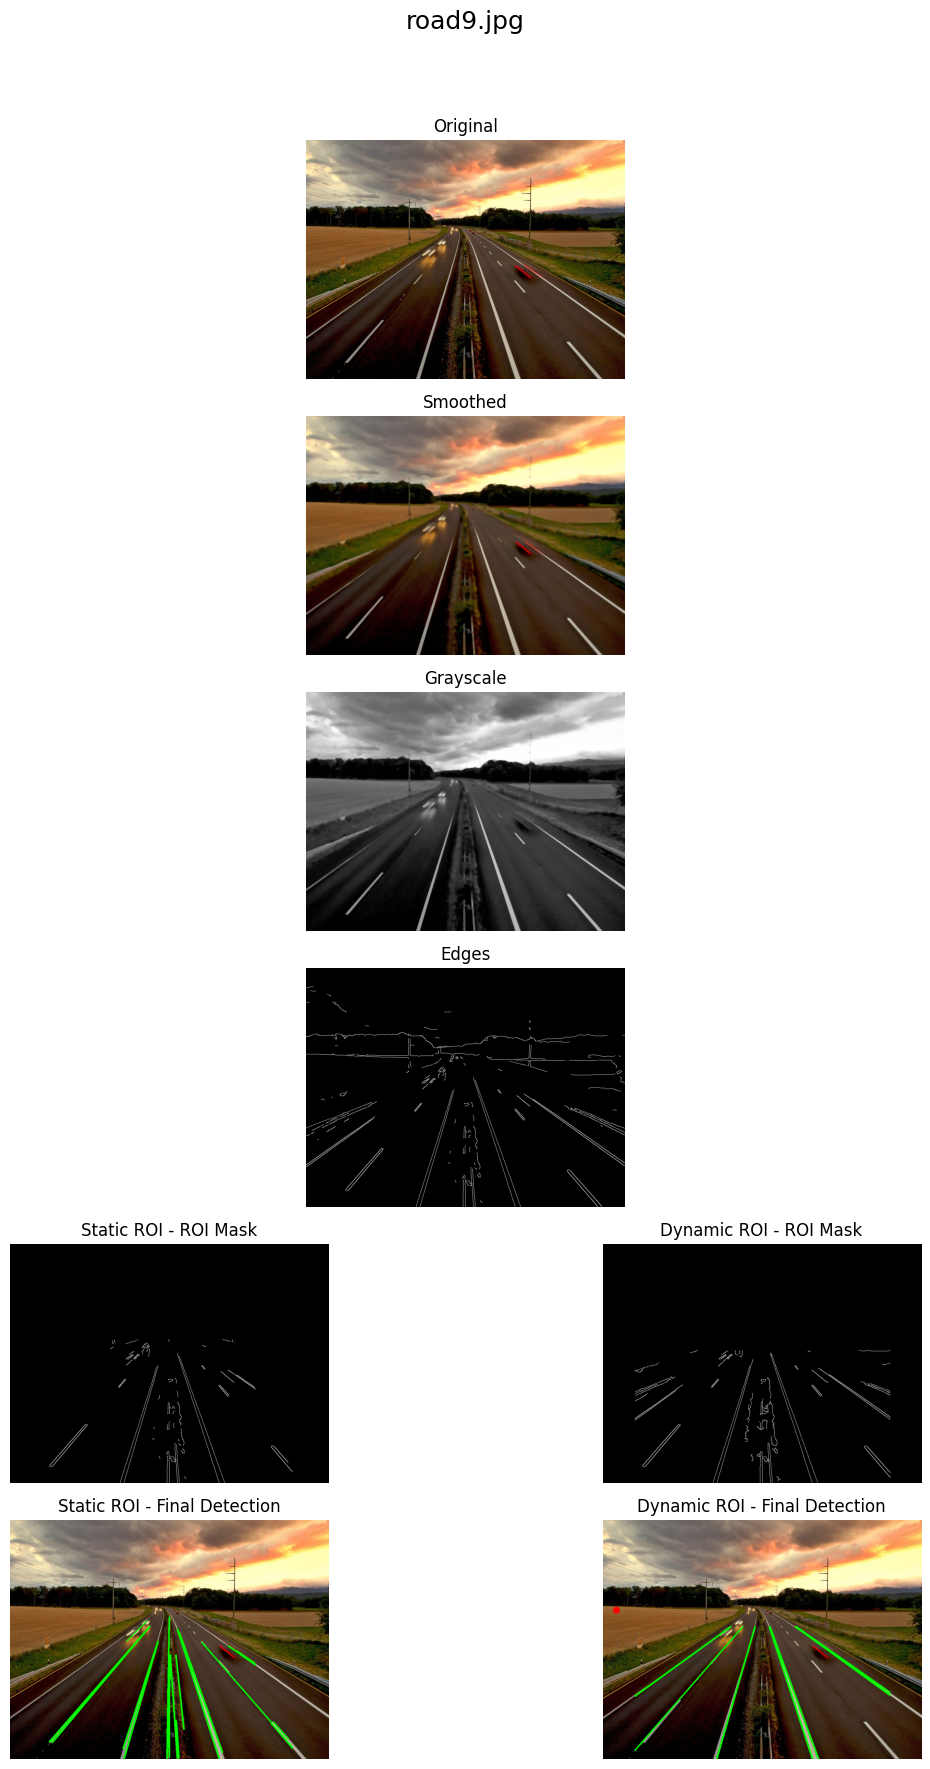 road9.jpg
Original
Smoothed
Grayscale
Edges
Static ROI - ROI Mask
Dynamic ROI - ROI Mask
Static ROI - Final Detection
Dynamic ROI - Final Detection